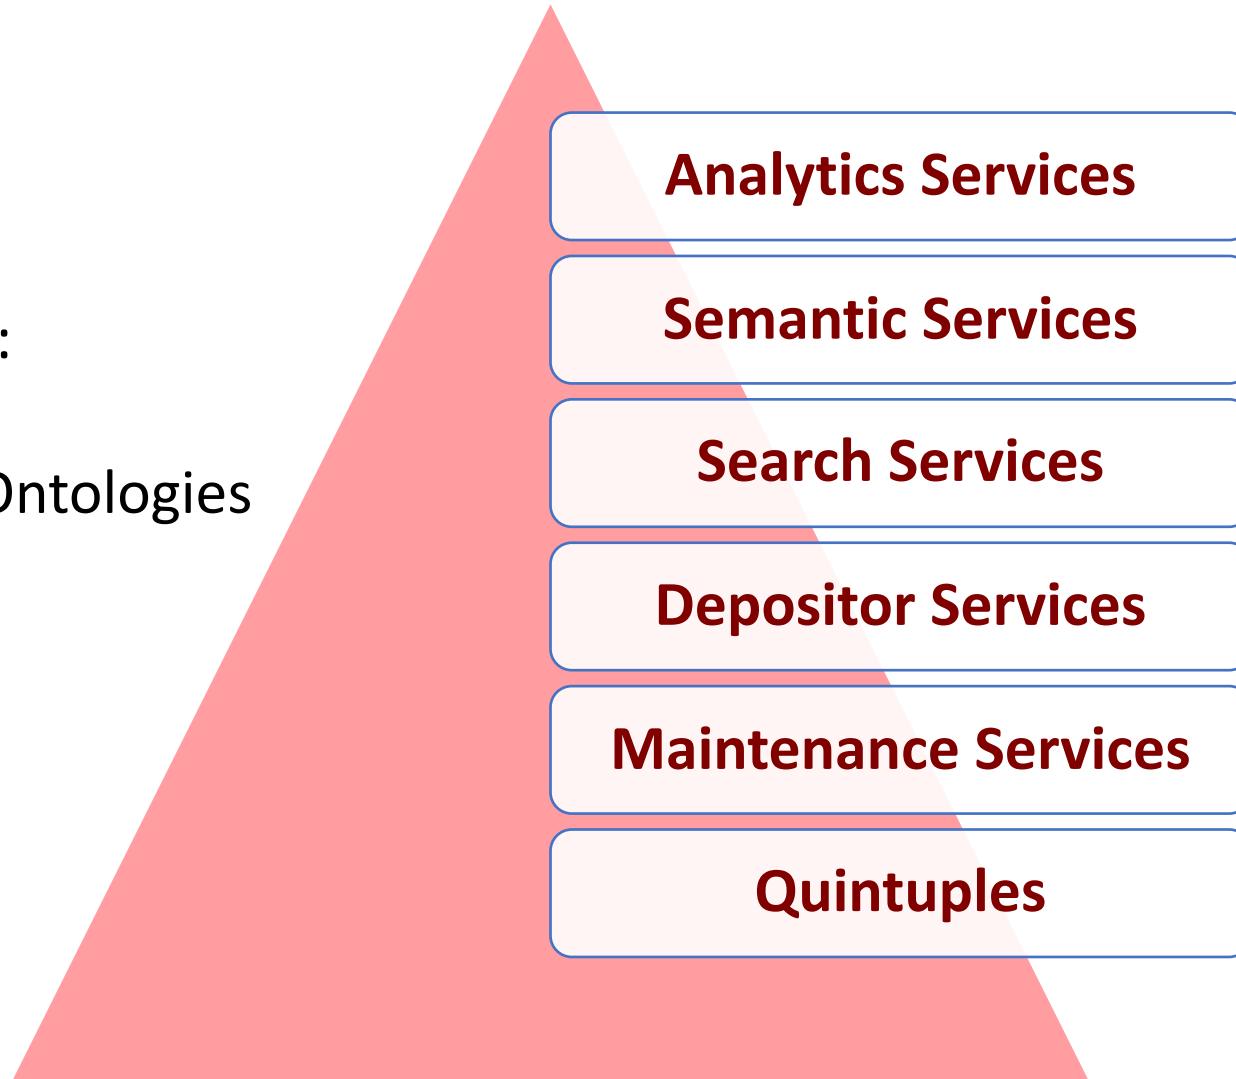 Analytics Services
Semantic Services
:
Search Services
Ontologies
Depositor Services
Maintenance Services
Quintuples